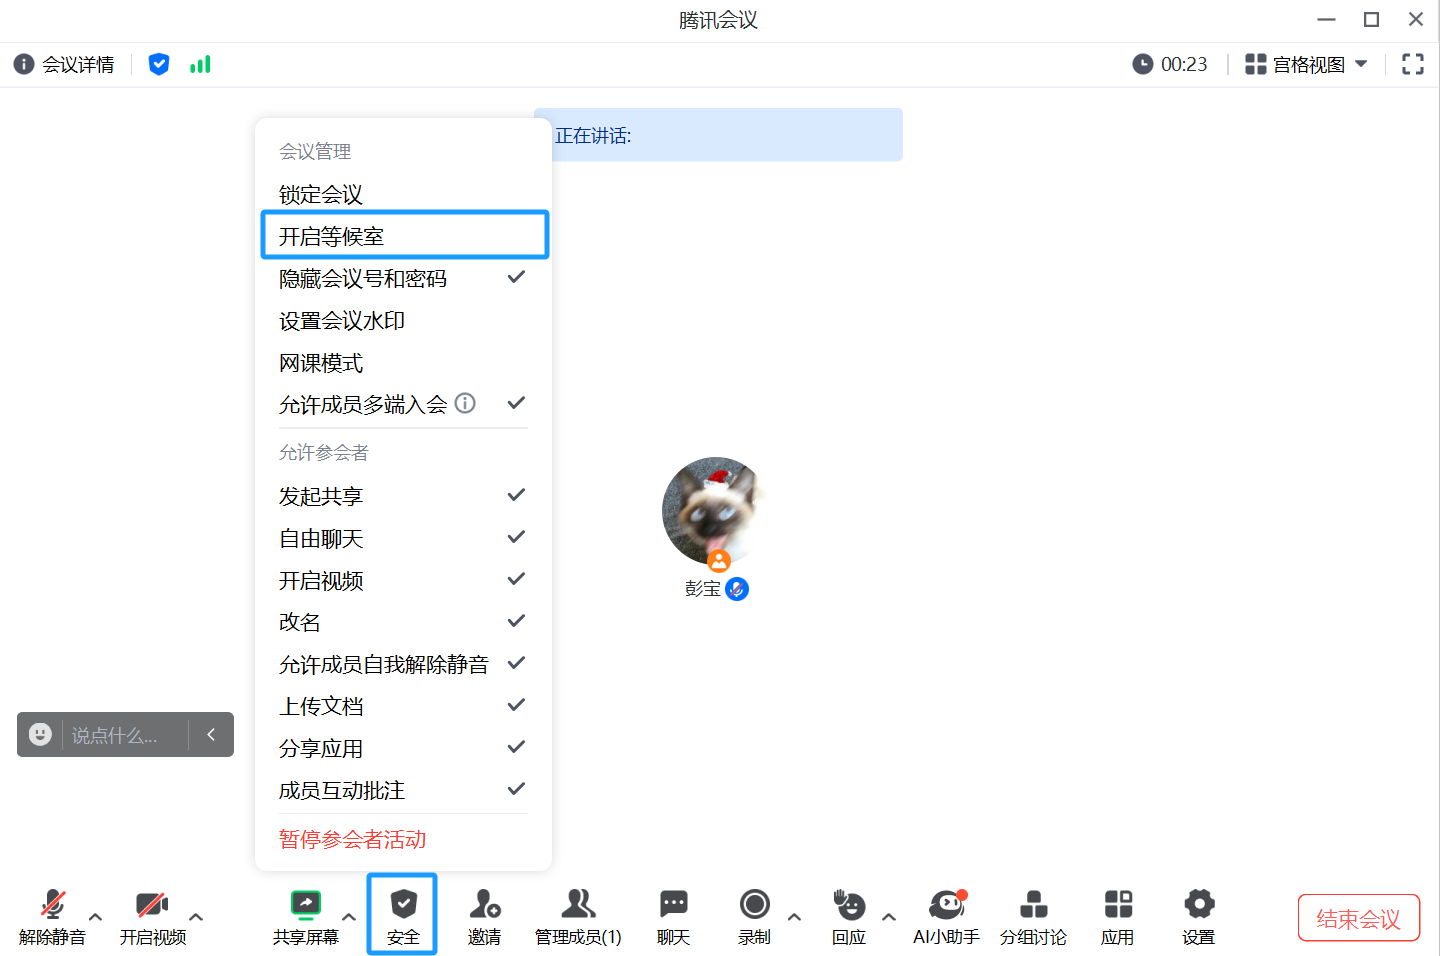 腾讯会议
会议详情
00:23
宫格视图
正在讲话:
会议管理
锁定会议
开启等候室
隐藏会议号和密码
设置会议水印
网课模式
允许成员多端入会
允许参会者
发起共享
自由聊天
开启视频
改名
允许成员自我解除静音
上传文档
分享应用
成员互动批注
暂停参会者活动
彭宝
说点什么...
解除静音
开启视频
共享屏幕
安全
邀请
管理成员(1)
聊天
录制
回应
AI小助手
分组讨论
应用
设置
结束会议